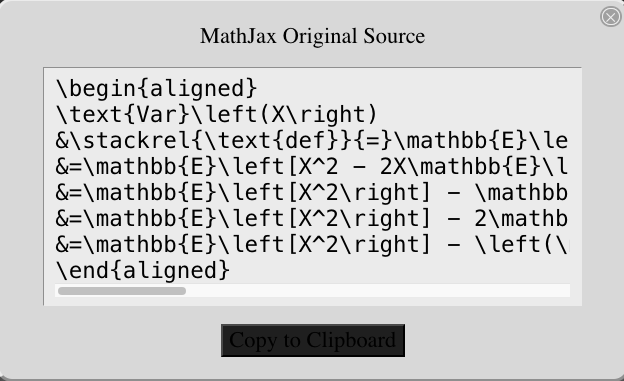 MathJax Original Source
\begin{aligned}
\text{Var}\left(X\right)
&\stackrel{\text{def}}{=}\mathbb{E}\le
&=\mathbb{E}\left[X^2 − 2X\mathbb{E}\l
&=\mathbb{E}\left[X^2\right] − \mathbb
&=\mathbb{E}\left[X^2\right] − 2\mathb
&=\mathbb{E}\left[X^2\right] − \left(\
\end{aligned}
Copy to Clipboard